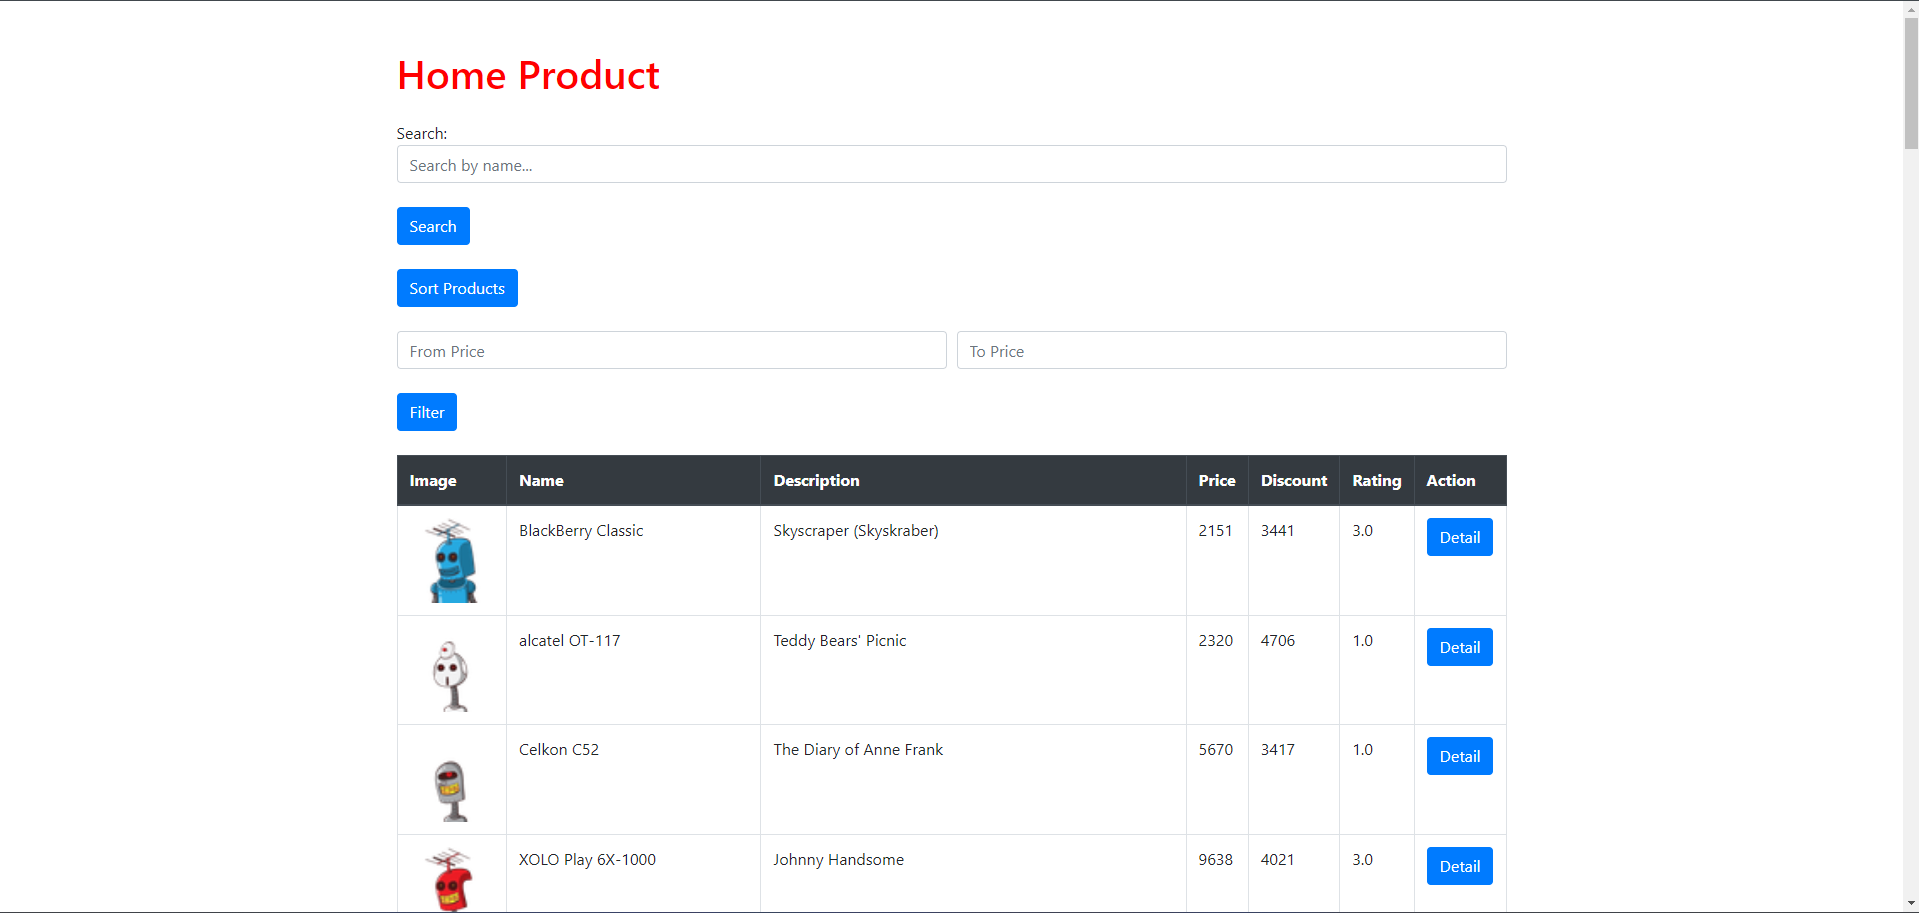 Home Product
Search:
Search by name...
Search
Sort Products
From Price To Price
Filter
Image Name Description Price Discount Rating Action
BlackBerry Classic Skyscraper (Skyskraber) 2151 3441 3.0 Detail
alcatel OT-117 Teddy Bears' Picnic 2320 4706 1.0 Detail
Celkon C52 The Diary of Anne Frank 5670 3417 1.0 Detail
XOLO Play 6X-1000 Johnny Handsome 9638 4021 3.0 Detail